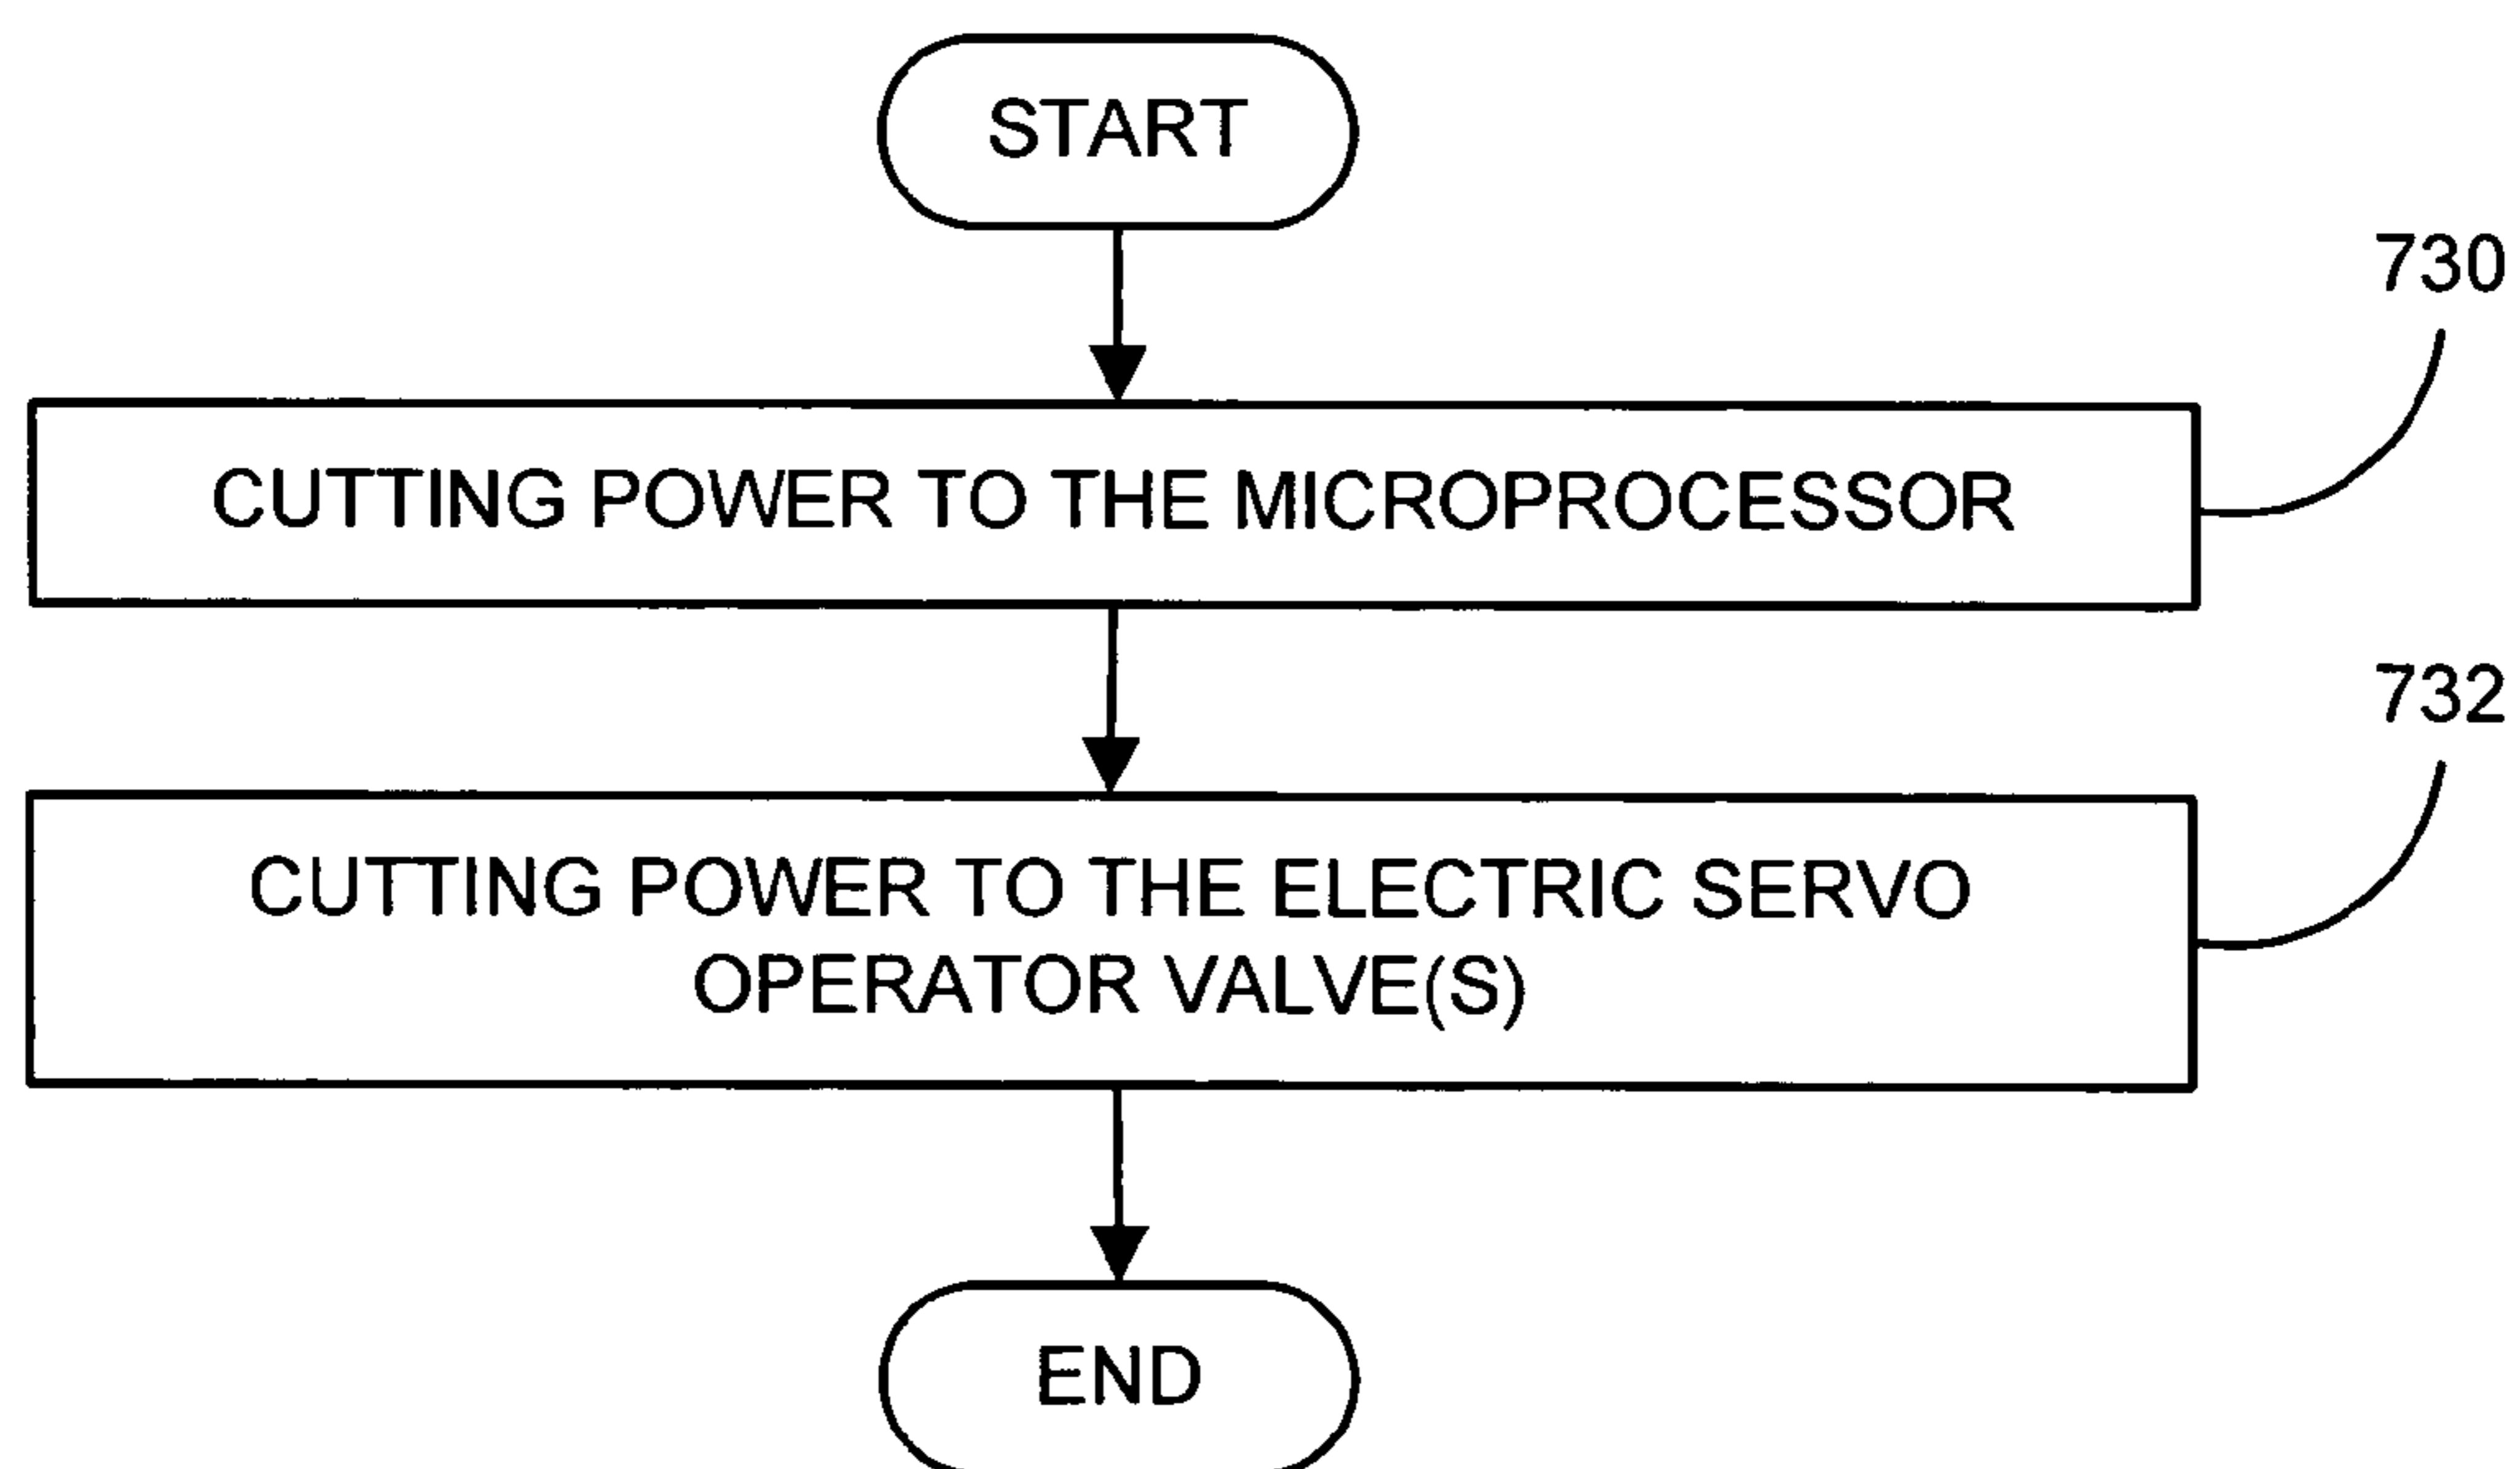 START
730
CUTTING POWER TO THE MICROPROCESSOR
732
CUTTING POWER TO THE ELECTRIC SERVO
OPERATOR VALVE(S)
END